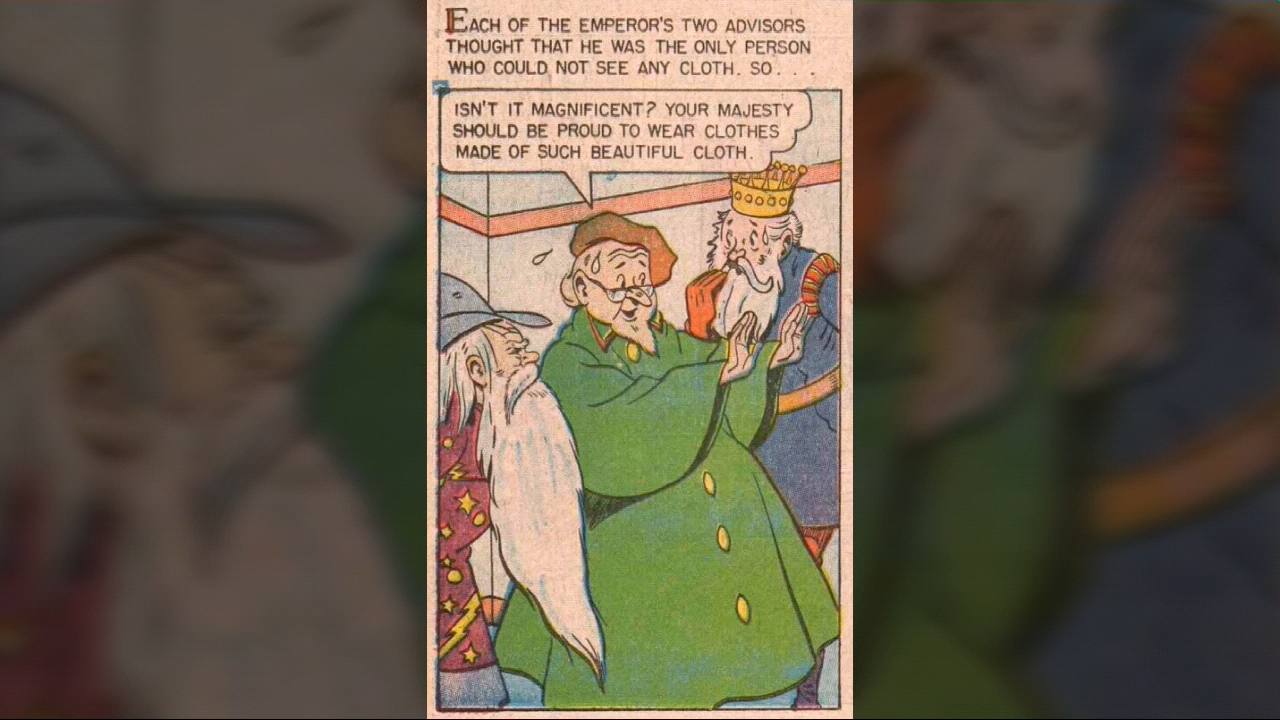 EACH OF THE EMPEROR'S TWO ADVISORS
THOUGHT THAT HE WAS THE ONLY PERSON
WHO COULD NOT SEE ANY CLOTH. SO. . .
ISN'T IT MAGNIFICENT? YOUR MAJESTY
SHOULD BE PROUD TO WEAR CLOTHES
MADE OF SUCH BEAUTIFUL CLOTH.